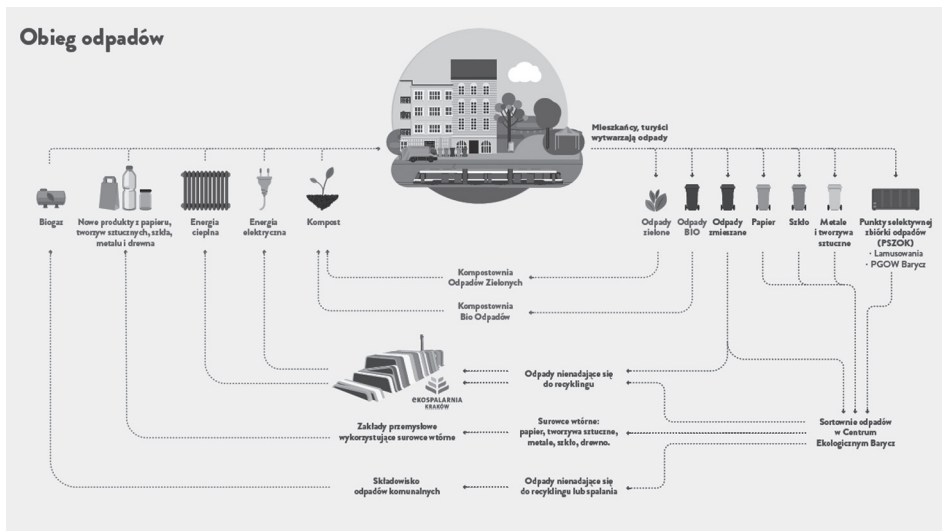 Obieg odpadów
Mieszkańcy, turyści
wytwarzają odpady
Biogaz
Nowe produkty z papieru,
tworzyw sztucznych, szkła,
metalu i drewna
Energia
cieplna
Energia
elektryczna
Kompost
Odpady
zielone
Odpady
BIO
Odpady
zmieszane
Papier
Szkło
Metale
i tworzywa
sztuczne
Punkty selektywnej
zbiórki odpadów
(PSZOK)
· Lamusowania
· PGOW Barycz
Kompostownia
Odpadów Zielonych
Kompostownia
Bio Odpadów
eKOSPALARNIA
KRAKÓW
Odpady nienadające się
do recyklingu
Zakłady przemysłowe
wykorzystujące surowce wtórne
Surowce wtórne:
papier, tworzywa sztuczne,
metale, szkło, drewno.
Sortownie odpadów
w Centrum
Ekologicznym Barycz
Składowisko
odpadów komunalnych
Odpady nienadające się
do recyklingu lub spalania